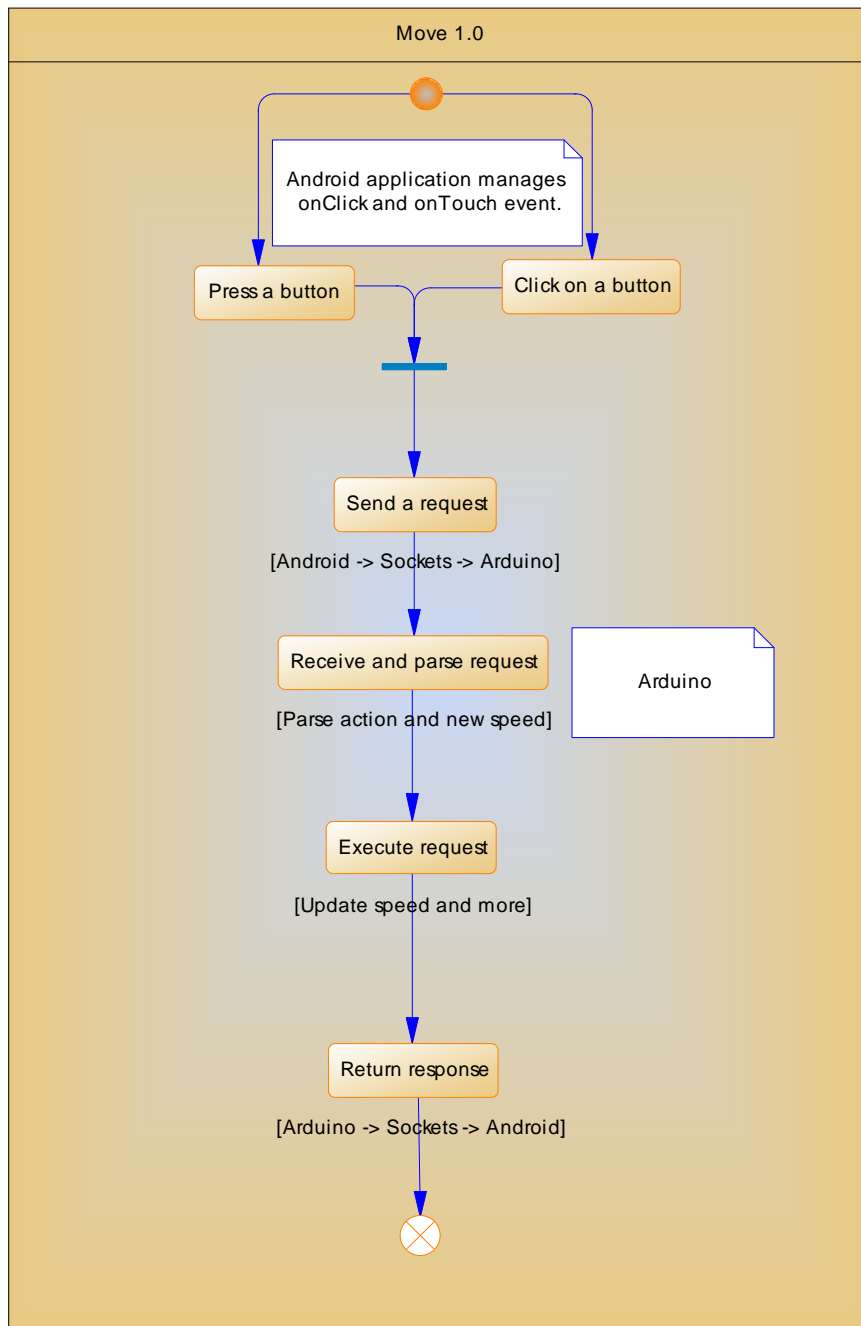 Move 1.0
Android application manages
onClick and onTouch event.
Press a button
Click on a button
Send a request
[Android -> Sockets -> Arduino]
Receive and parse request
Arduino
[Parse action and new speed]
Execute request
[Update speed and more]
Return response
[Arduino -> Sockets -> Android]